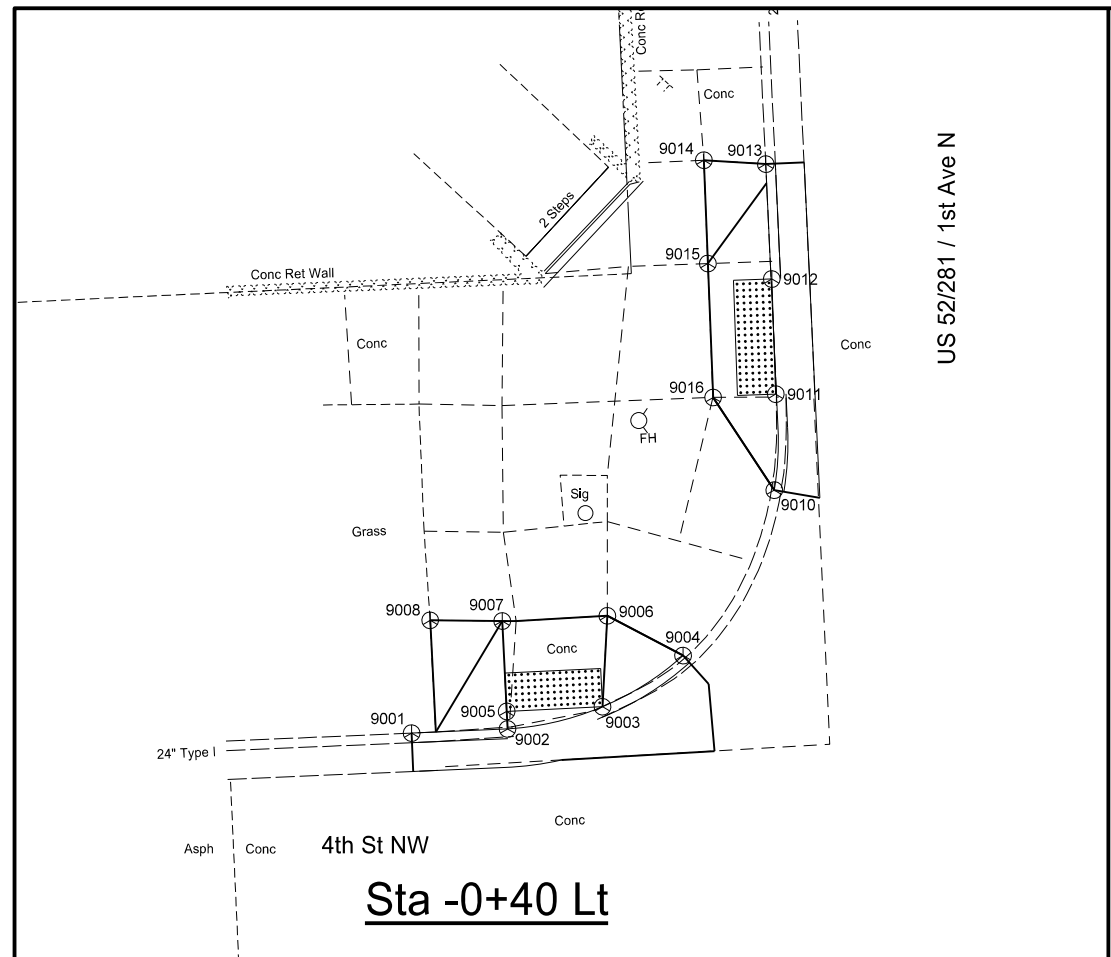 Conc
Conc
9014
9013
2 Steps
US 52/281 / 1st Ave N
9015
Conc Ret Wall
9012
Conc
Conc
9016
9011
FH
Sig
9010
Grass
9008
9007
9006
Conc
9004
9005
9001
9003
9002
24" Type I
Conc
Asph
Conc
4th St NW
Sta -0+40 Lt